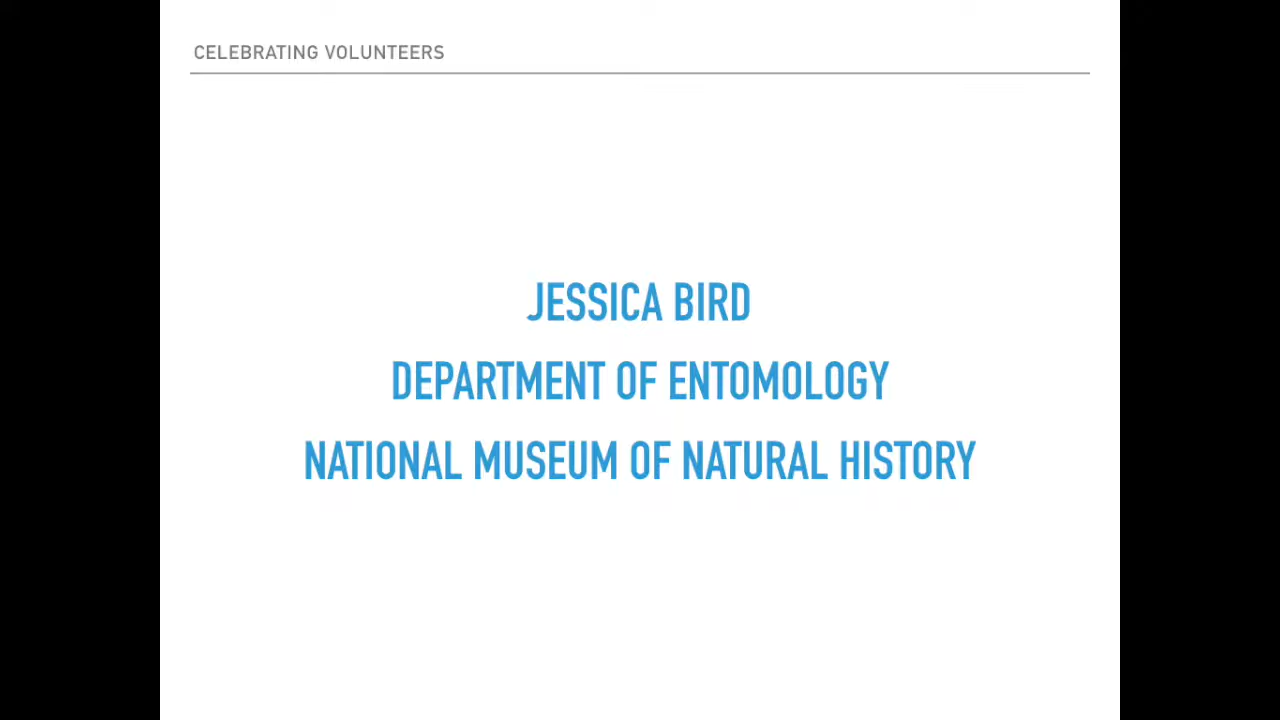 CELEBRATING VOLUNTEERS
JESSICA BIRD
DEPARTMENT OF ENTOMOLOGY
NATIONAL MUSEUM OF NATURAL HISTORY